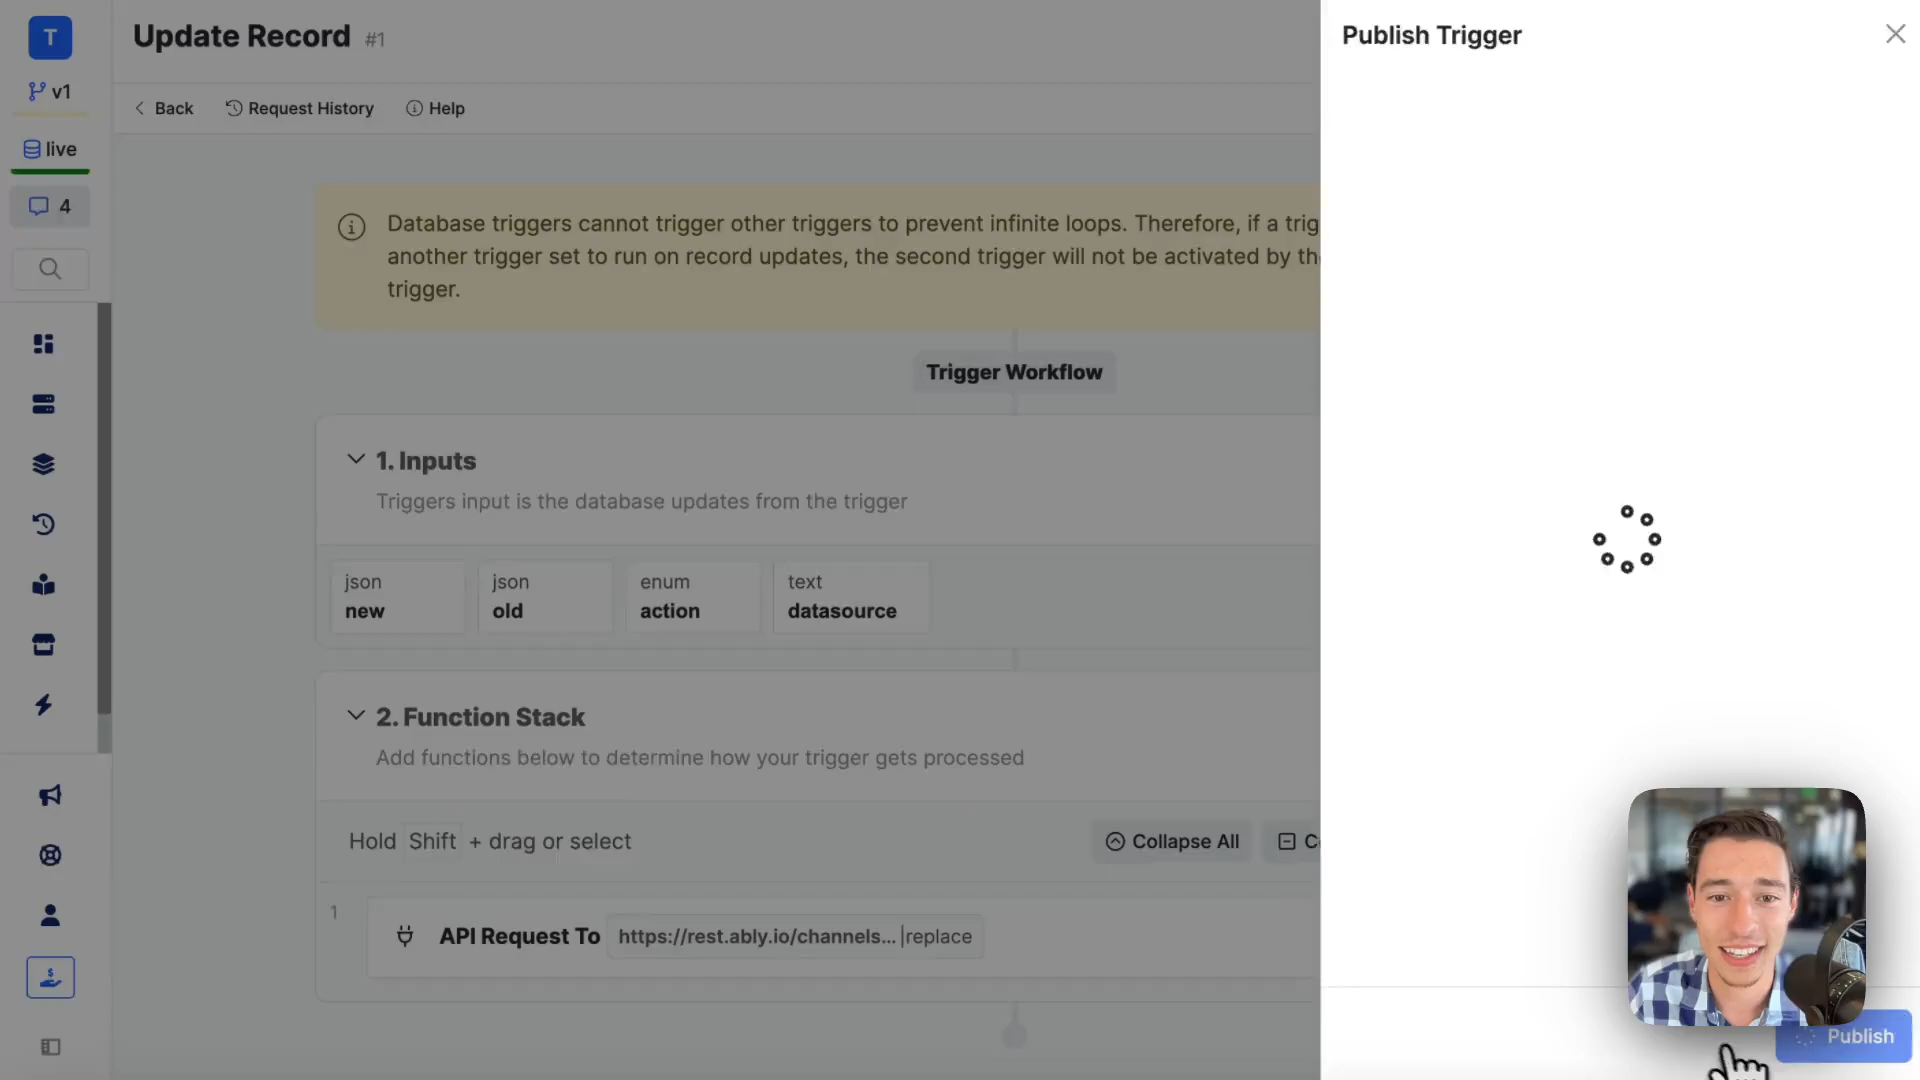 T
Update Record #1
Publish Trigger
v1
Back
Request History
Help
live
4
Database triggers cannot trigger other triggers to prevent infinite loops. Therefore, if a trig
another trigger set to run on record updates, the second trigger will not be activated by th
trigger.
Trigger Workflow
1. Inputs
Triggers input is the database updates from the trigger
json
new
json
old
enum
action
text
datasource
2. Function Stack
Add functions below to determine how your trigger gets processed
Hold Shift + drag or select
Collapse All
1
API Request To https://rest.ably.io/channels... |replace
Publish